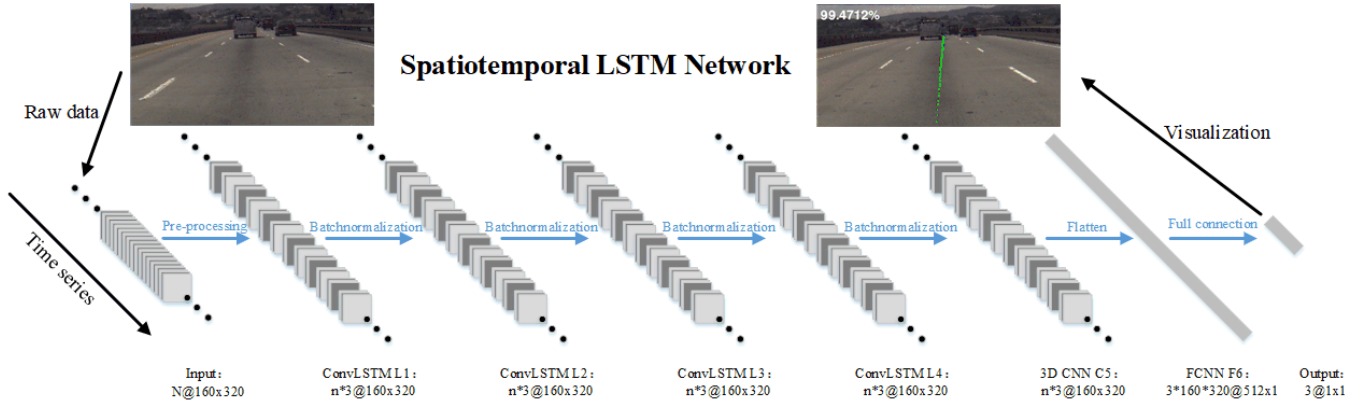 99.4712%
Spatiotemporal LSTM Network
Raw data
Visualization
Time series
Pre-processing
Batchnormalization
Batchnormalization
Batchnormalization
Batchnormalization
Flatten
Full connection
Input:
N@160x320
ConvLSTM L1:
n*3@160x320
ConvLSTM L2:
n*3@160x320
ConvLSTM L3:
n*3@160x320
ConvLSTM L4:
n*3@160x320
3D CNN C5:
n*3@160x320
FCNN F6:
3*160*320@512x1
Output:
3@1x1